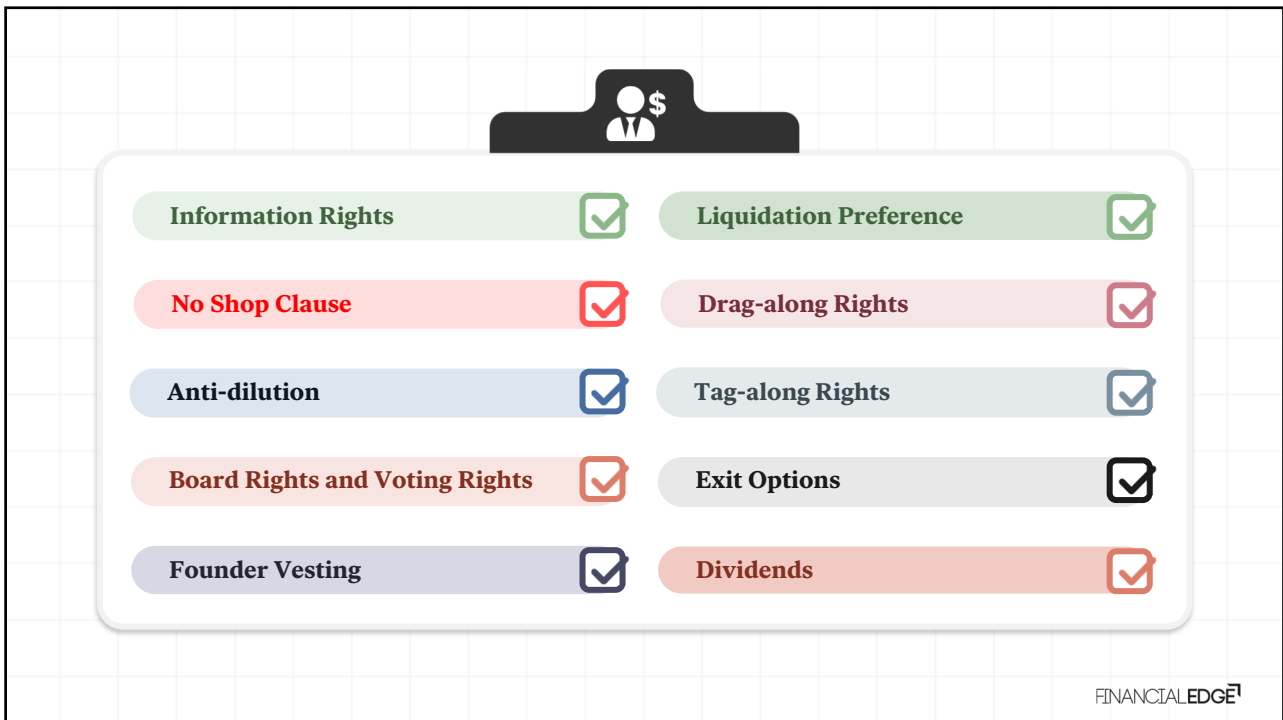 $
Information Rights
Liquidation Preference
No Shop Clause
Drag-along Rights
Anti-dilution
Tag-along Rights
Board Rights and Voting Rights
Exit Options
Founder Vesting
Dividends
FINANCIALEDGE